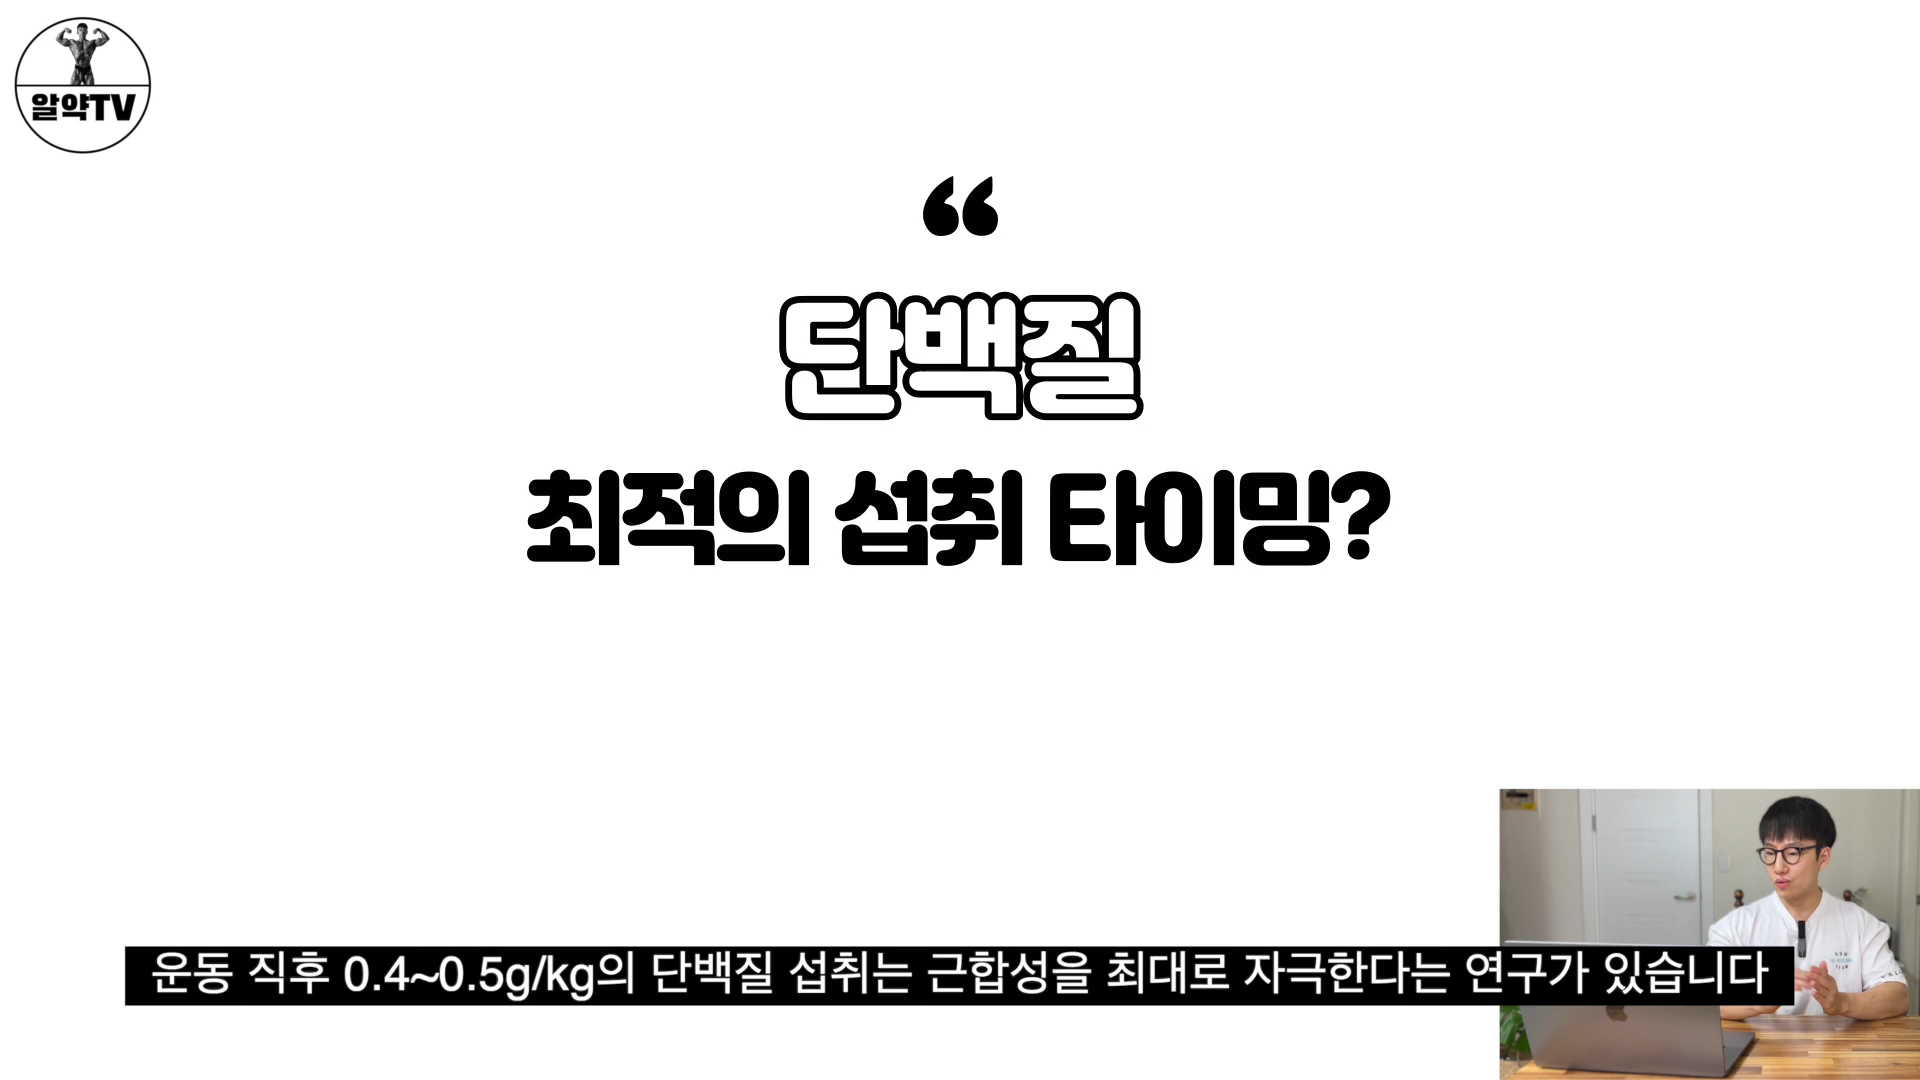 알약TV
“
단백질
최적의 섭취 타이밍?
운동 직후 0.4~0.5g/kg의 단백질 섭취는 근합성을 최대로 자극한다는 연구가 있습니다